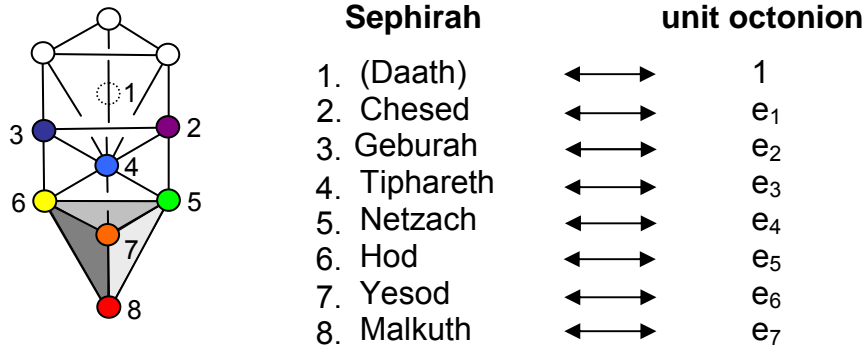 Sephirah unit octonion
1. (Daath) 1
2. Chesed e₁
3. Geburah e₂
4. Tiphareth e₃
5. Netzach e₄
6. Hod e₅
7. Yesod e₆
8. Malkuth e₇
1
3 2
4
6 5
7
8